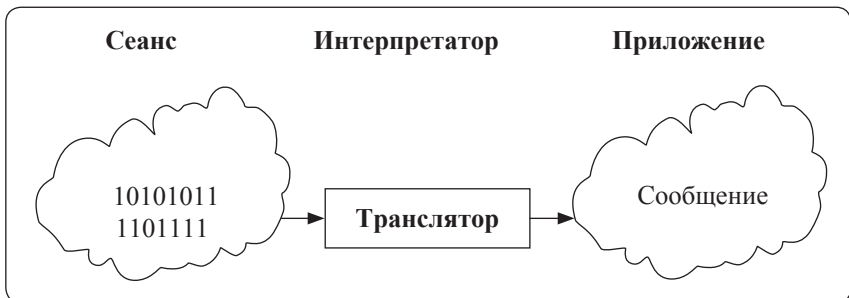 Сеанс Интерпретатор Приложение
10101011
1101111
Транслятор
Сообщение